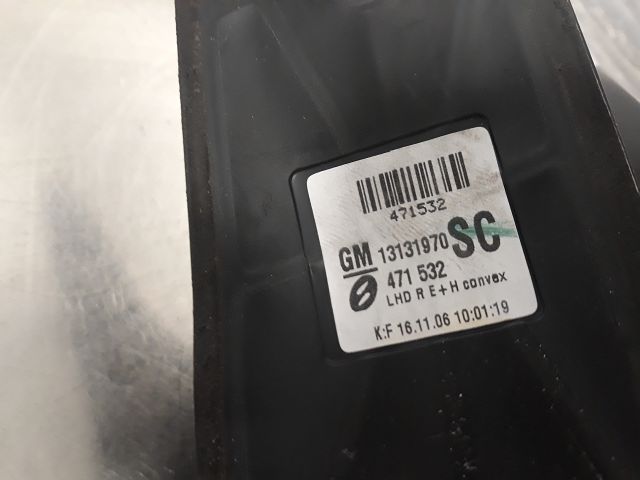 471532
GM 13131970 SC
471 532
LHD R E+H convex
K:F 16.11.06 10:01:19